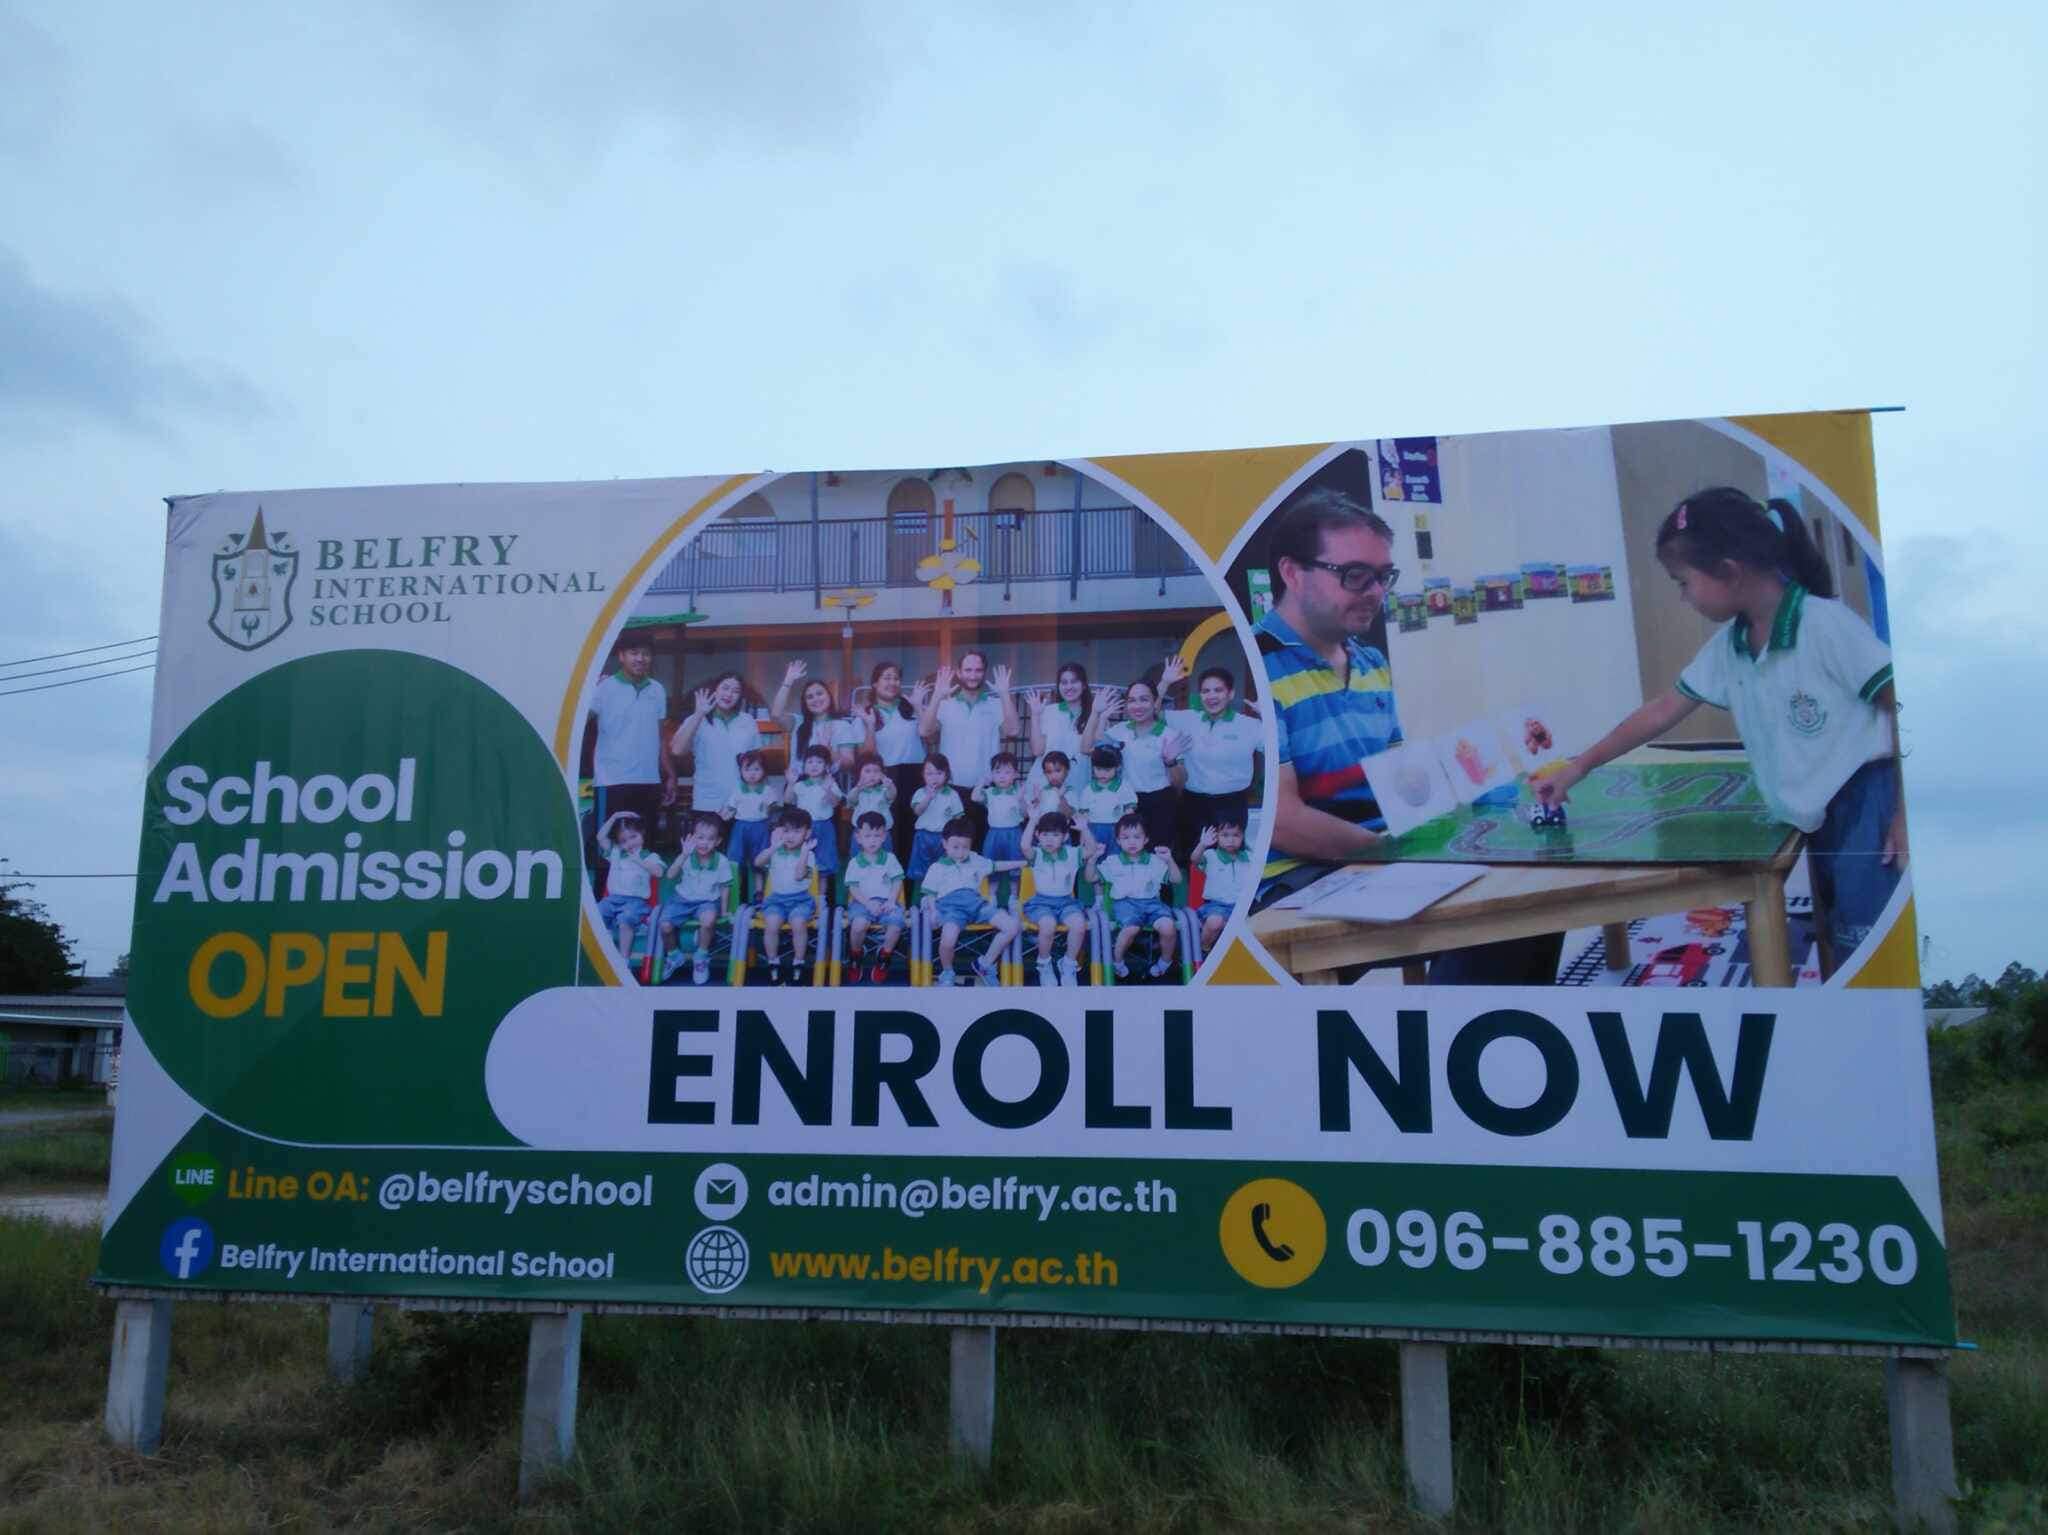 BELFRY
INTERNATIONAL
SCHOOL
School
Admission
OPEN
ENROLL NOW
LINE Line OA: @belfryschool
Belfry International School
admin@belfry.ac.th
www.belfry.ac.th
096-885-1230